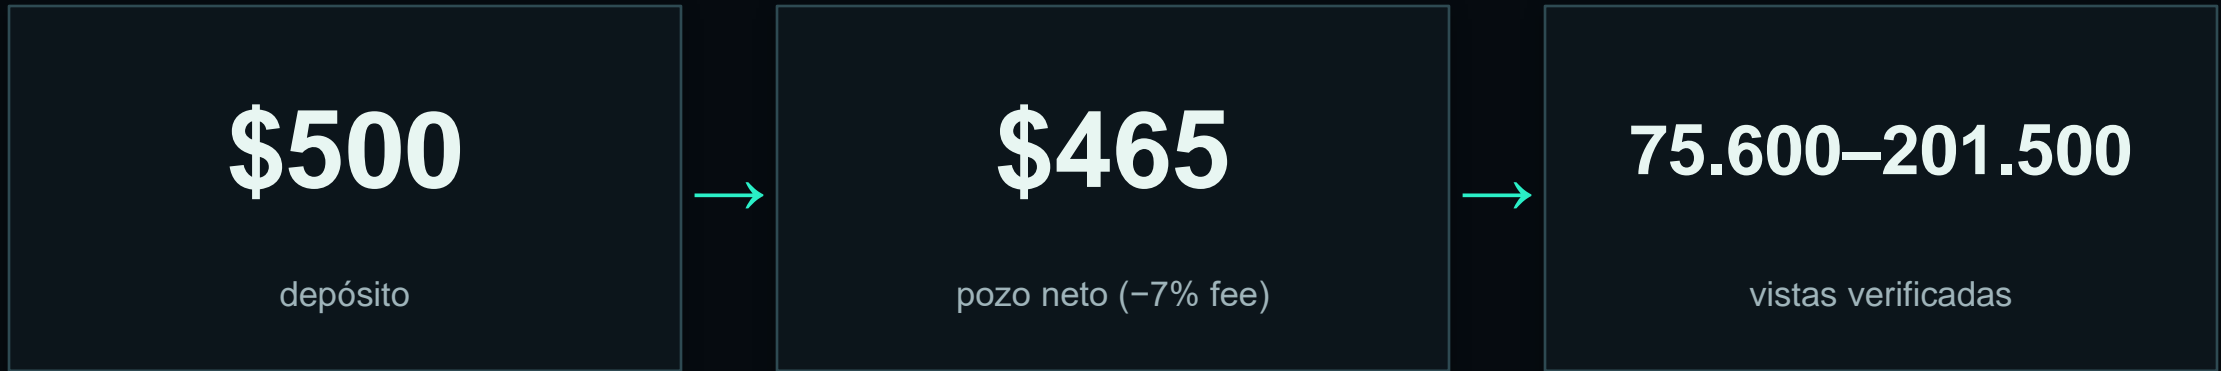 $500
depósito
→
$465
pozo neto (−7% fee)
→
75.600–201.500
vistas verificadas